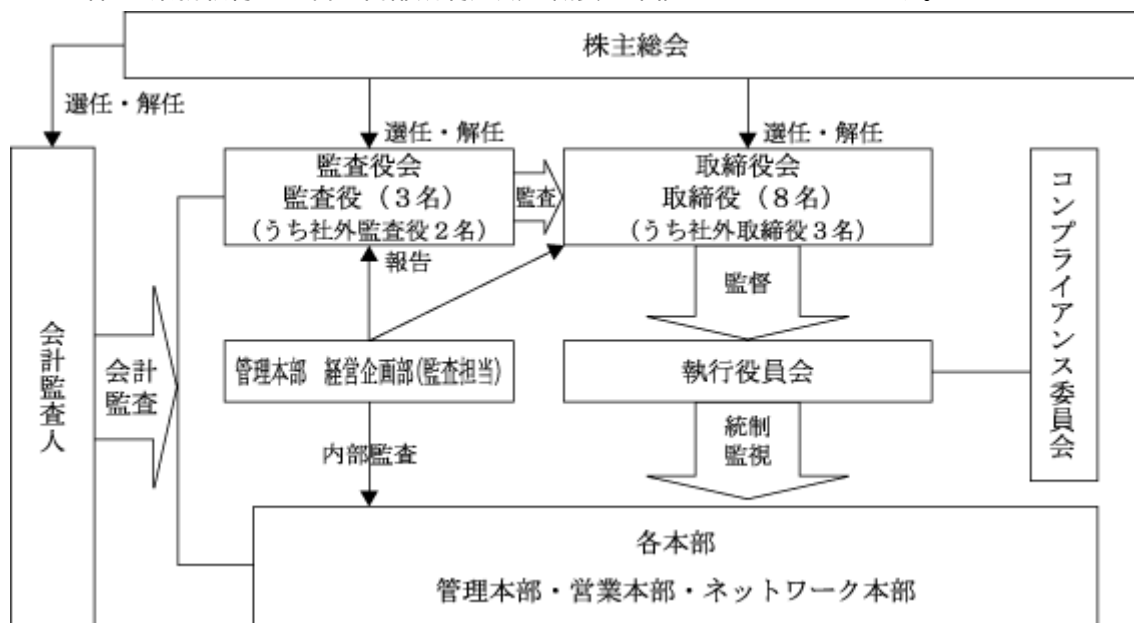 株主総会
選任・解任
選任・解任
選任・解任
監査役会
監査役(3名)
(うち社外監査役2名)
監査
取締役会
取締役(8名)
(うち社外取締役3名)
コンプライアンス委員会
報告
監督
会計監査人
会計
監査
管理本部 経営企画部(監査担当)
執行役員会
内部監査
統制
監視
各本部
管理本部・営業本部・ネットワーク本部